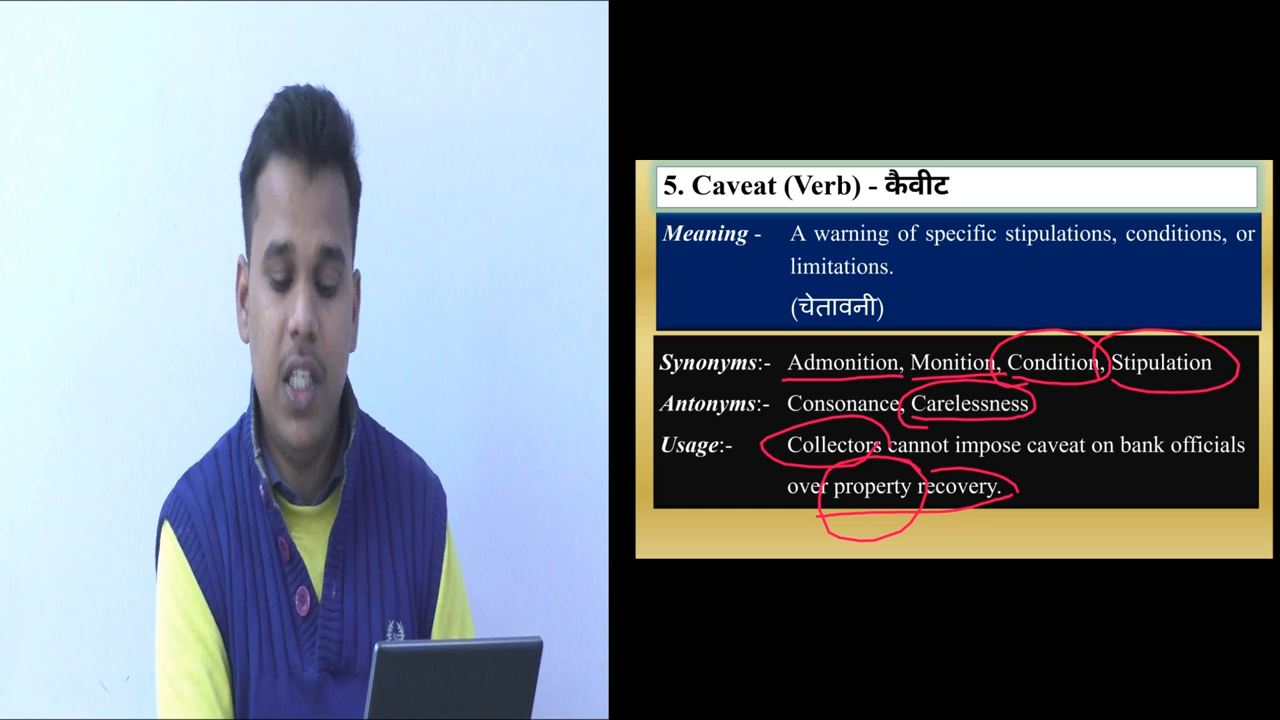 5. Caveat (Verb) - कैवीट
Meaning - A warning of specific stipulations, conditions, or
limitations.
(चेतावनी)
Synonyms:- Admonition, Monition, Condition, Stipulation
Antonyms:- Consonance, Carelessness
Usage:- Collectors cannot impose caveat on bank officials
over property recovery.